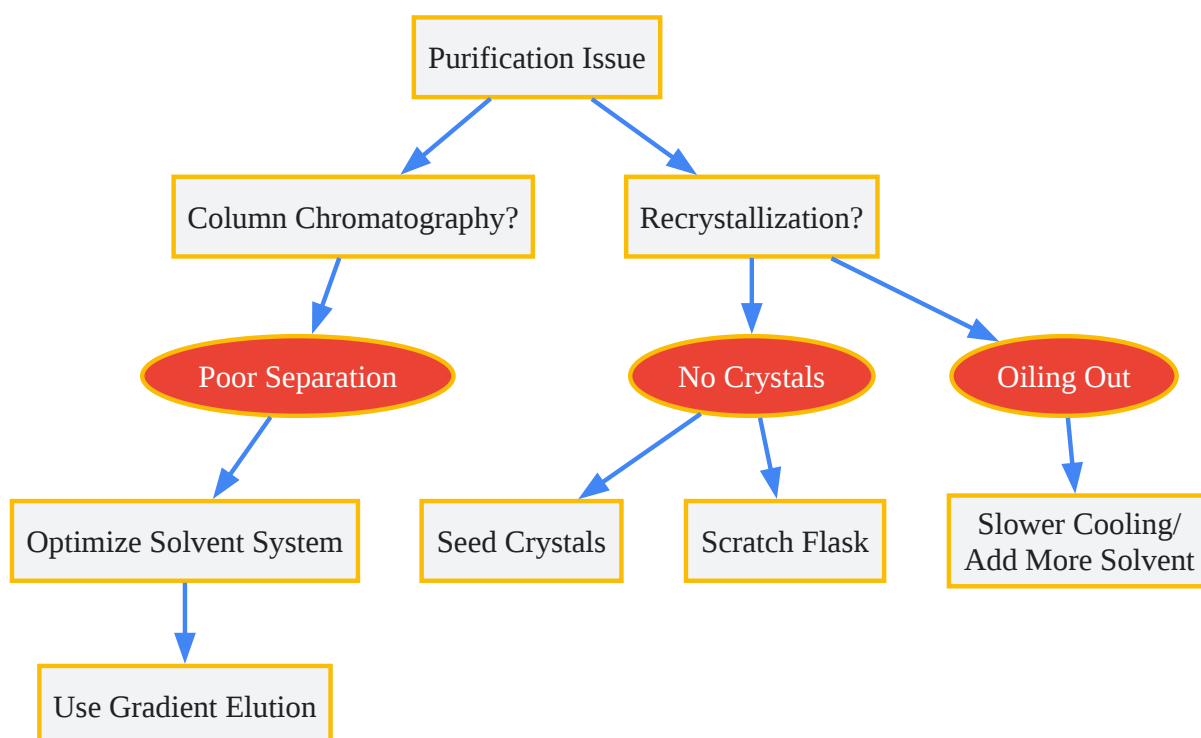 Purification Issue
Column Chromatography?
Recrystallization?
Poor Separation
No Crystals
Oiling Out
Optimize Solvent System
Seed Crystals
Scratch Flask
Slower Cooling/
Add More Solvent
Use Gradient Elution